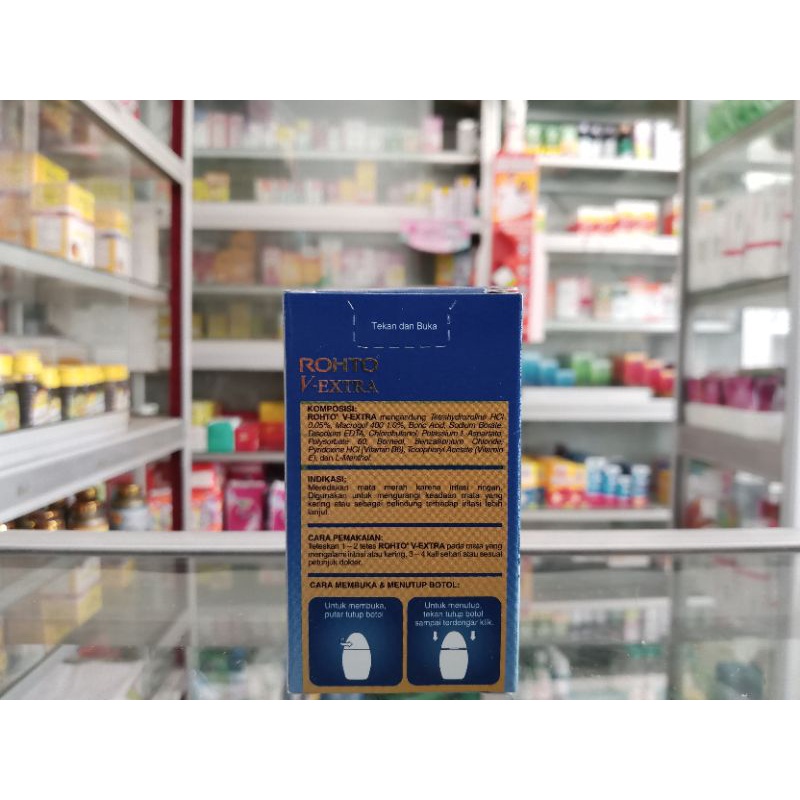 Tekan dan Buka
ROHTO
V-EXTRA
KOMPOSISI:
ROHTO V-EXTRA mengandung Tetrahydrozoline HCl
0.05%, Macrogol 400 1.0%, Boric Acid, Sodium Borate,
Disodium EDTA, Chlorobutanol, Potassium L Aspartate,
Polysorbate 80, Borneol, Benzalkonium Chloride,
Pyridoxine HCl (Vitamin B6), Tocopheryl Acetate (Vitamin
E), dan L-Menthol.
INDIKASI:
Meredakan mata merah karena iritasi ringan.
Digunakan untuk mengurangi keadaan mata yang
kering atau sebagai pelindung terhadap iritasi lebih
lanjut.
CARA PEMAKAIAN:
Teteskan 1 – 2 tetes ROHTO V-EXTRA pada mata yang
mengalami iritasi atau kering, 3 – 4 kali sehari atau sesuai
petunjuk dokter.
CARA MEMBUKA & MENUTUP BOTOL:
Untuk membuka,
putar tutup botol
Untuk menutup,
tekan tutup botol
sampai terdengar klik.